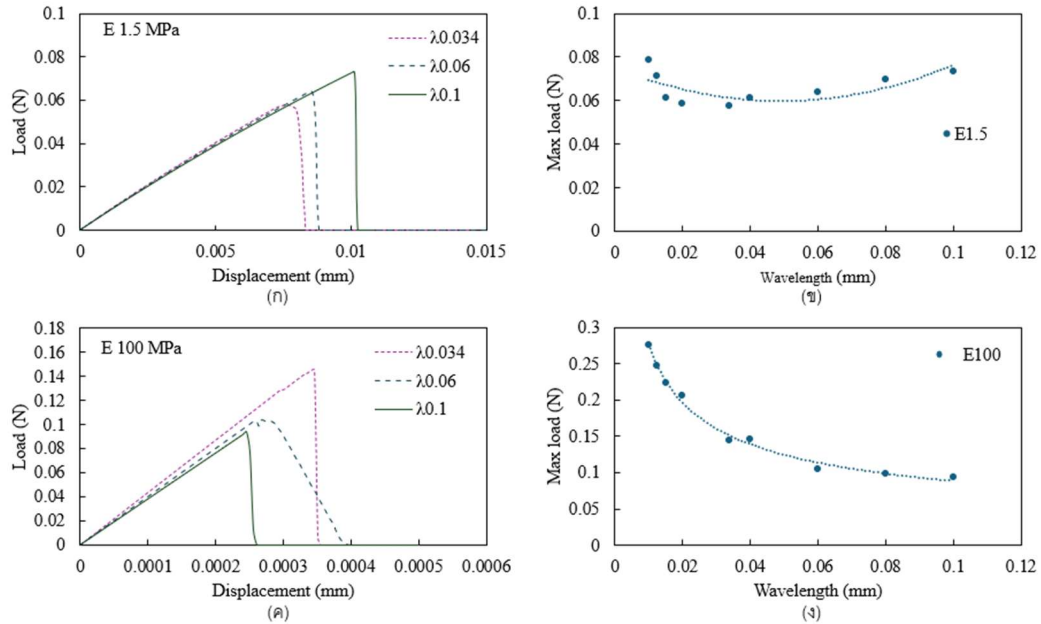 E 1.5 MPa
λ0.034
λ0.06
λ0.1
0.1
0.08
0.06
0.04
0.02
0
0
0.005
0.01
0.015
Load (N)
Displacement (mm)
(ก)
0.1
0.08
0.06
0.04
0.02
0
0
0.02
0.04
0.06
0.08
0.1
0.12
Max load (N)
E1.5
Wavelength (mm)
(ข)
E 100 MPa
λ0.034
λ0.06
λ0.1
0.18
0.16
0.14
0.12
0.1
0.08
0.06
0.04
0.02
0
0
0.0001
0.0002
0.0003
0.0004
0.0005
0.0006
Load (N)
Displacement (mm)
(ค)
0.3
0.25
0.2
0.15
0.1
0.05
0
0
0.02
0.04
0.06
0.08
0.1
0.12
Max load (N)
E100
Wavelength (mm)
(ง)